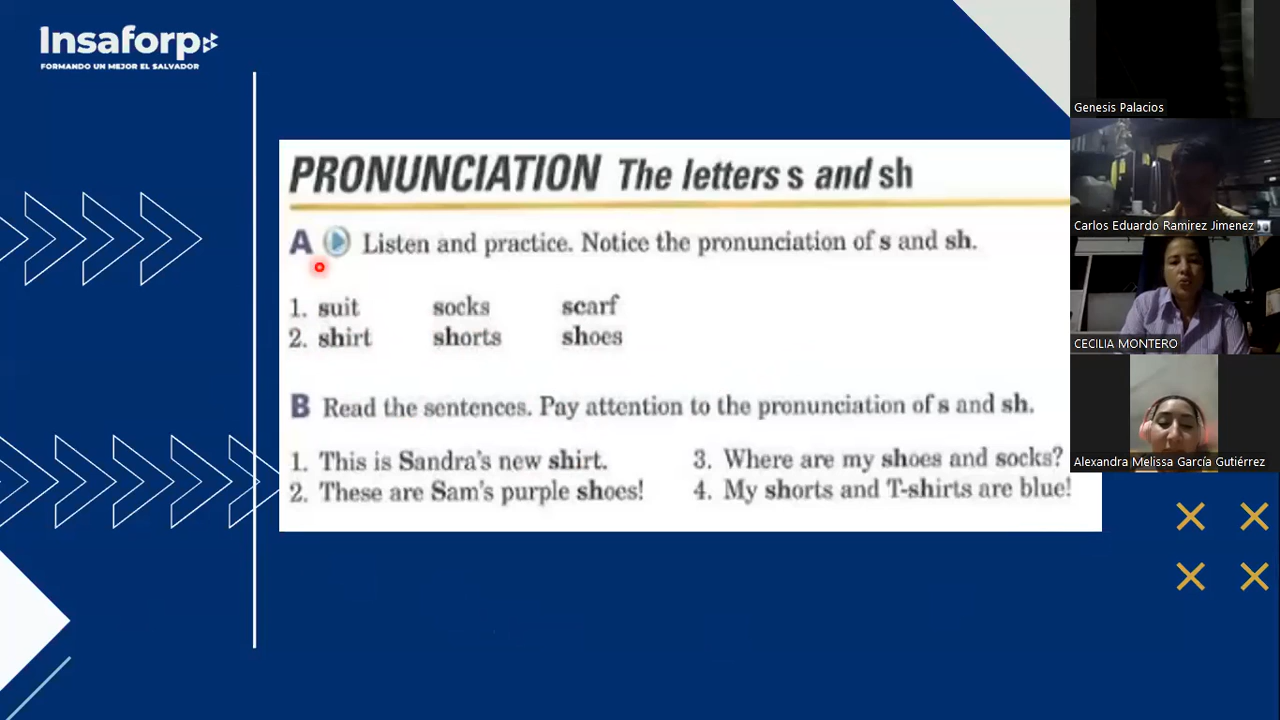 Insaforp
FORMANDO UN MEJOR EL SALVADOR
PRONUNCIATION The letters s and sh
A Listen and practice. Notice the pronunciation of s and sh.
1. suit socks scarf
2. shirt shorts shoes
B Read the sentences. Pay attention to the pronunciation of s and sh.
1. This is Sandra's new shirt.
2. These are Sam's purple shoes!
3. Where are my shoes and socks?
4. My shorts and T-shirts are blue!
Genesis Palacios
Carlos Eduardo Ramirez Jimenez
CECILIA MONTERO
Alexandra Melissa García Gutiérrez